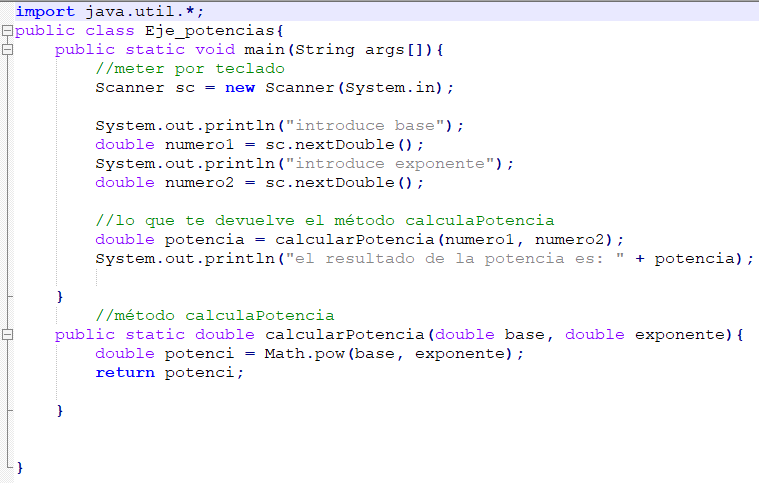 import java.util.*;
public class Eje_potencias{
    public static void main(String args[]){
        //meter por teclado
        Scanner sc = new Scanner(System.in);

        System.out.println("introduce base");
        double numero1 = sc.nextDouble();
        System.out.println("introduce exponente");
        double numero2 = sc.nextDouble();

        //lo que te devuelve el método calculaPotencia
        double potencia = calcularPotencia(numero1, numero2);
        System.out.println("el resultado de la potencia es: " + potencia);

    }
        //método calculaPotencia
    public static double calcularPotencia(double base, double exponente){
        double potenci = Math.pow(base, exponente);
        return potenci;

    }


}